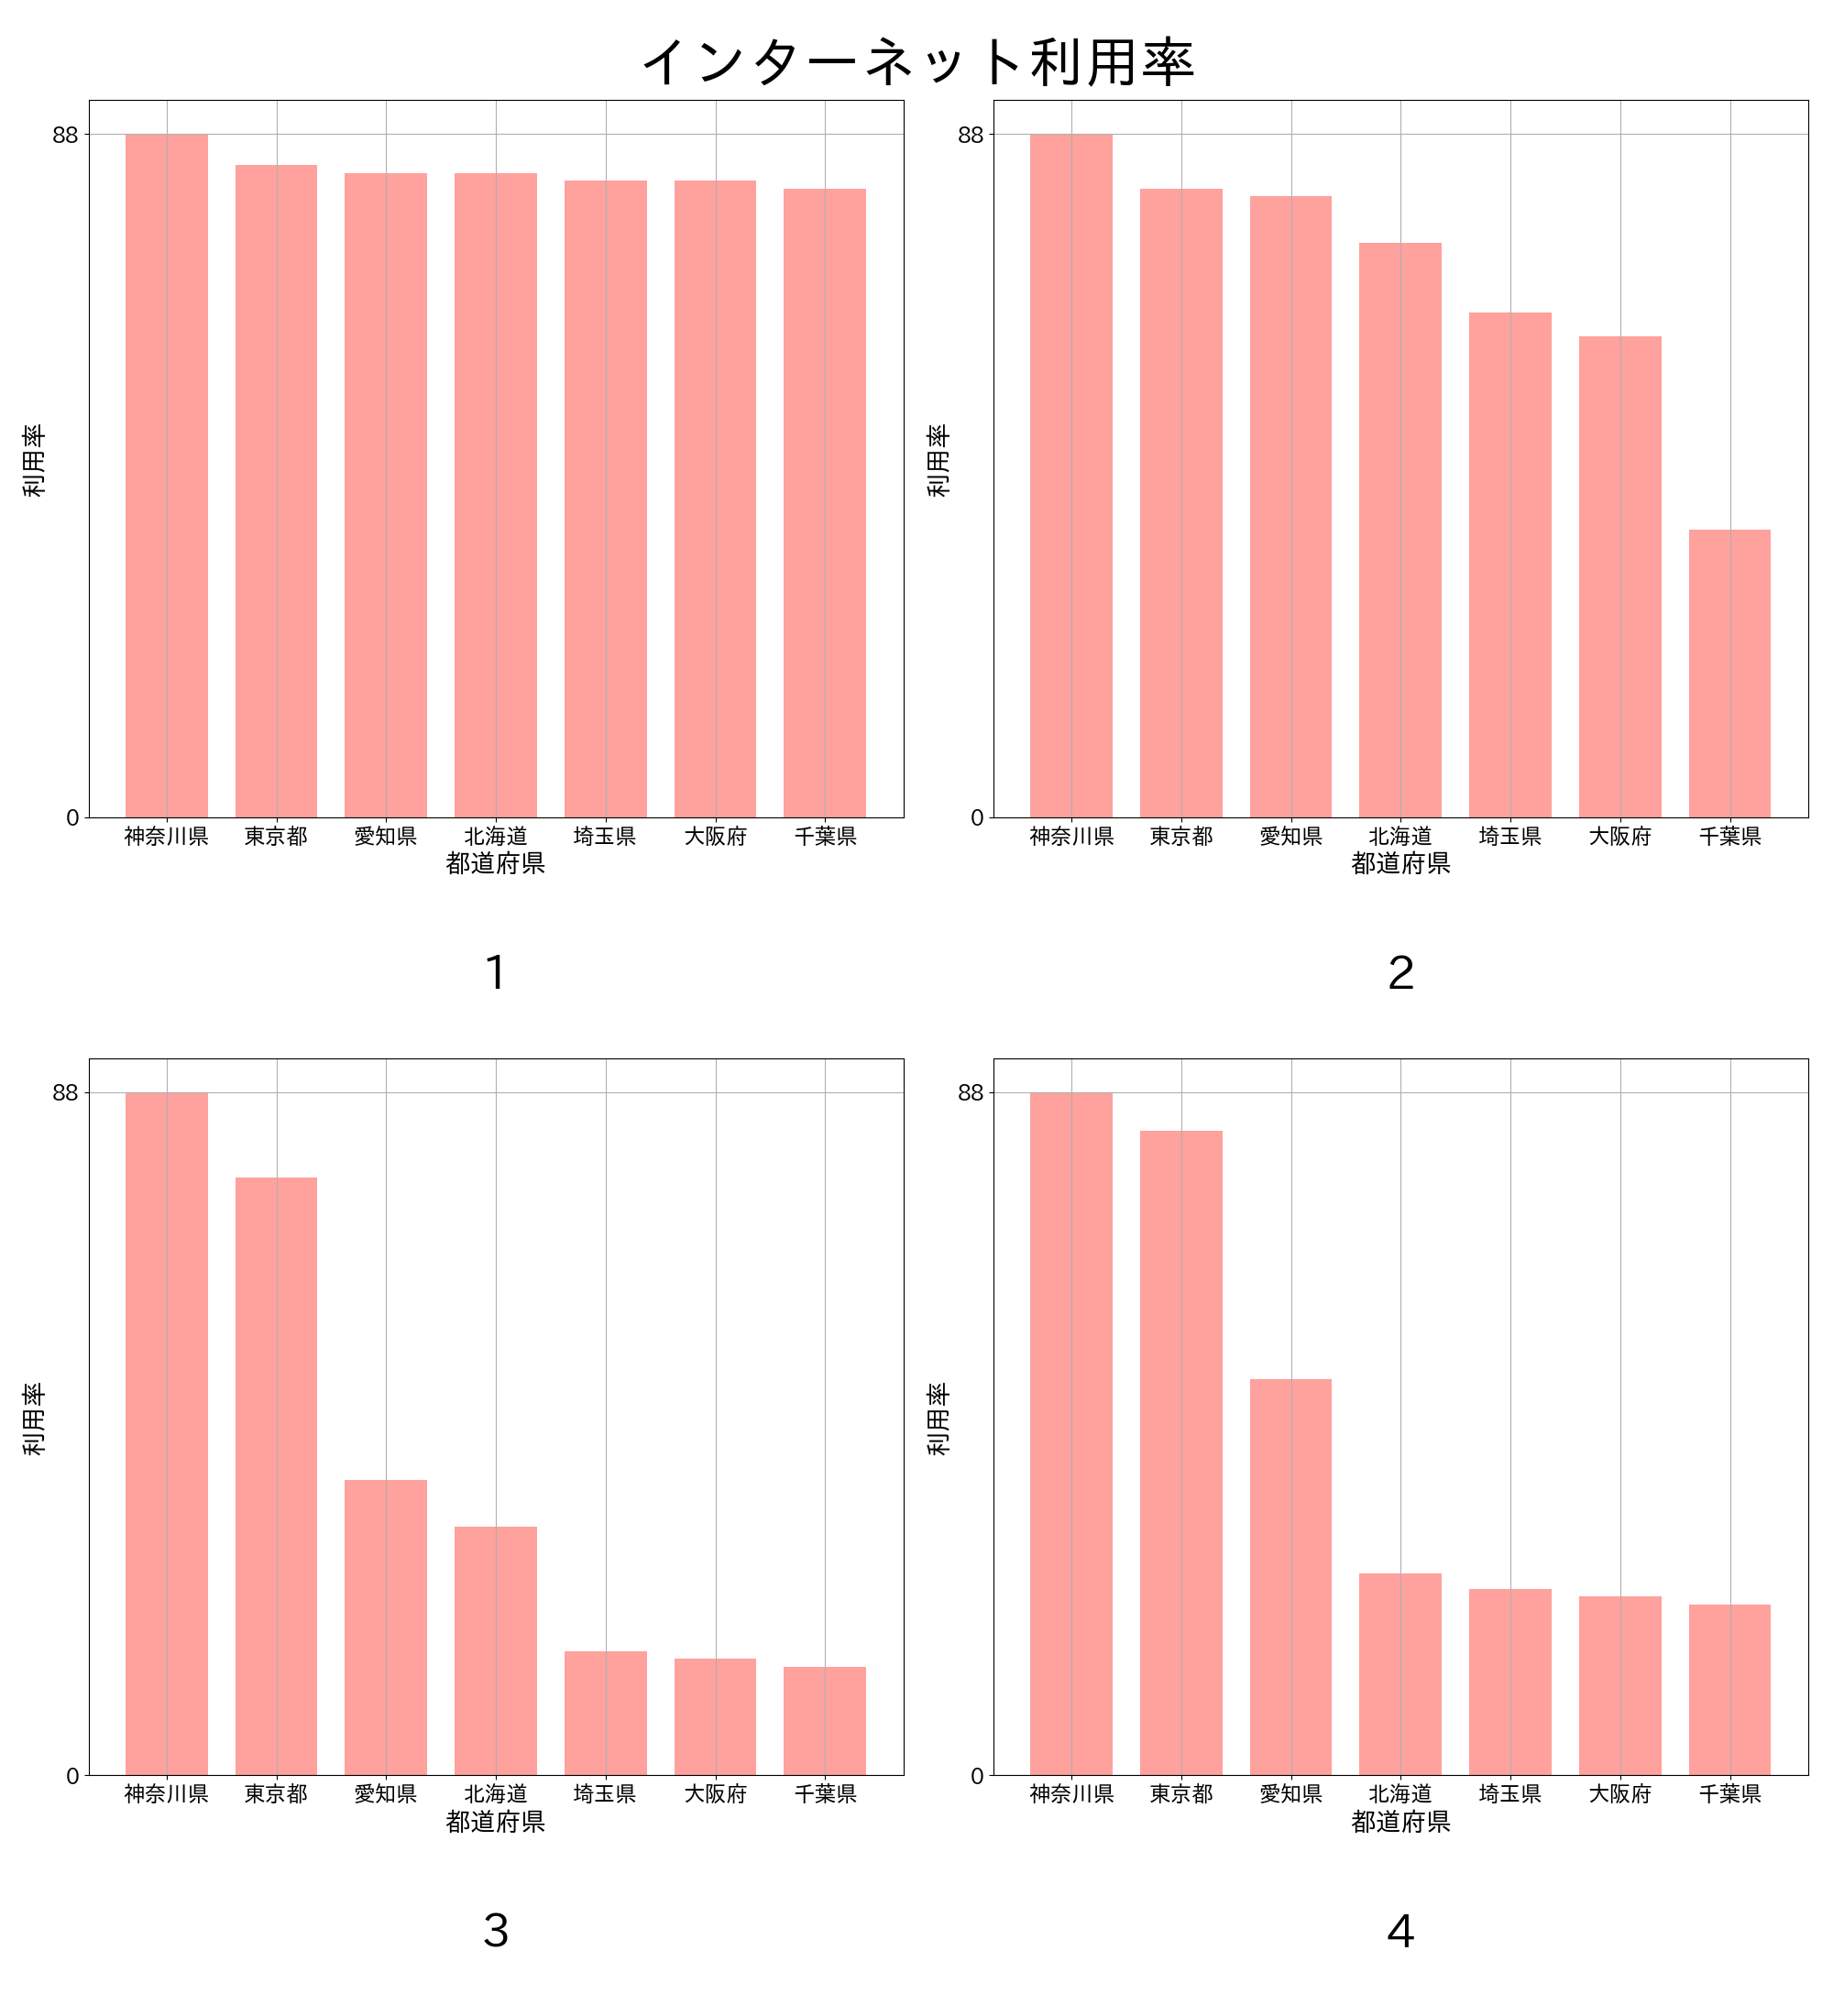 インターネット利用率
88
0
利用率
神奈川県 東京都 愛知県 北海道 埼玉県 大阪府 千葉県
都道府県
1
88
0
利用率
神奈川県 東京都 愛知県 北海道 埼玉県 大阪府 千葉県
都道府県
2
88
0
利用率
神奈川県 東京都 愛知県 北海道 埼玉県 大阪府 千葉県
都道府県
3
88
0
利用率
神奈川県 東京都 愛知県 北海道 埼玉県 大阪府 千葉県
都道府県
4